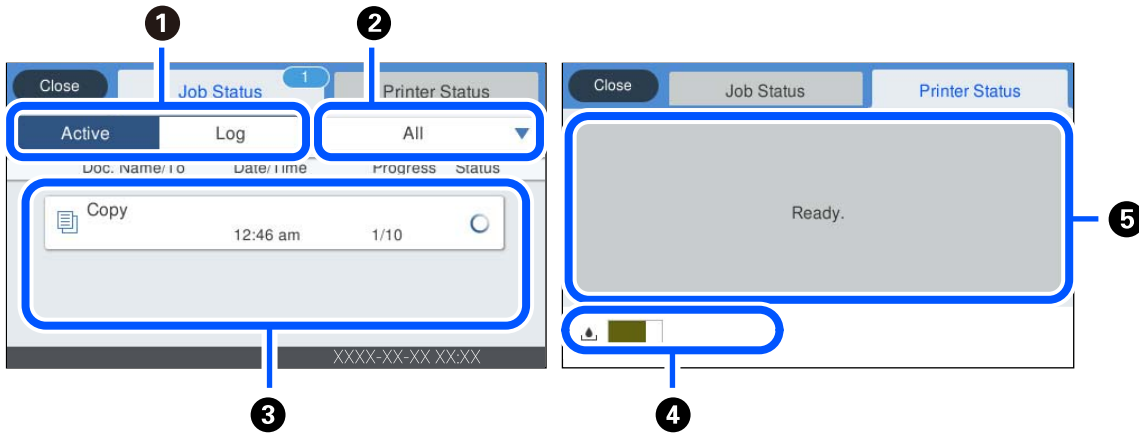 1 2
Close Job Status 1 Printer Status
Active Log All
Doc. Name/To Date/Time Progress Status
Copy
12:46 am 1/10
XXXX-XX-XX XX:XX
3
Close Job Status Printer Status
Ready.
5
4